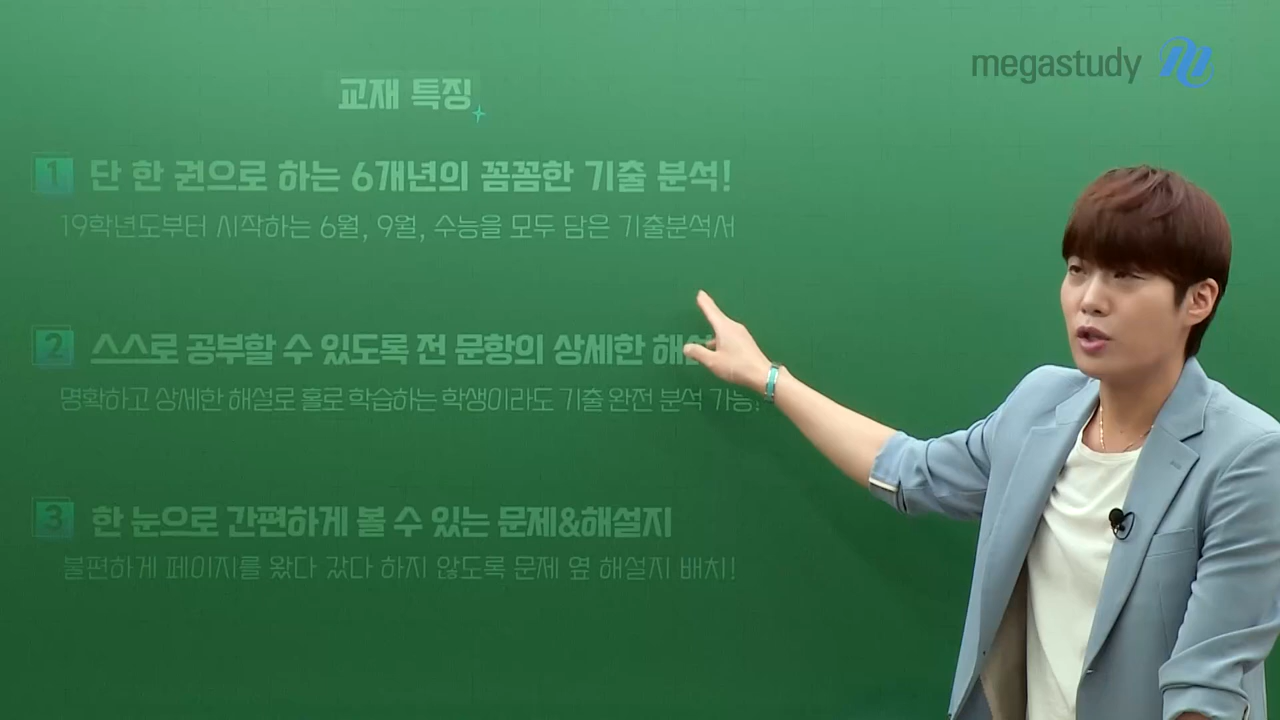 megastudy
교재 특징
1 단 한 권으로 하는 6개년의 꼼꼼한 기출 분석!
19학년도부터 시작하는 6월, 9월, 수능을 모두 담은 기출분석서
2 스스로 공부할 수 있도록 전 문항의 상세한
명확하고 상세한 해설로 홀로 학습하는 학생이라도 기출 완전 분석 가능!
3 한 눈으로 간편하게 볼 수 있는 문제&해설지
불편하게 페이지를 왔다 갔다 하지 않도록 문제 옆 해설지 배치!